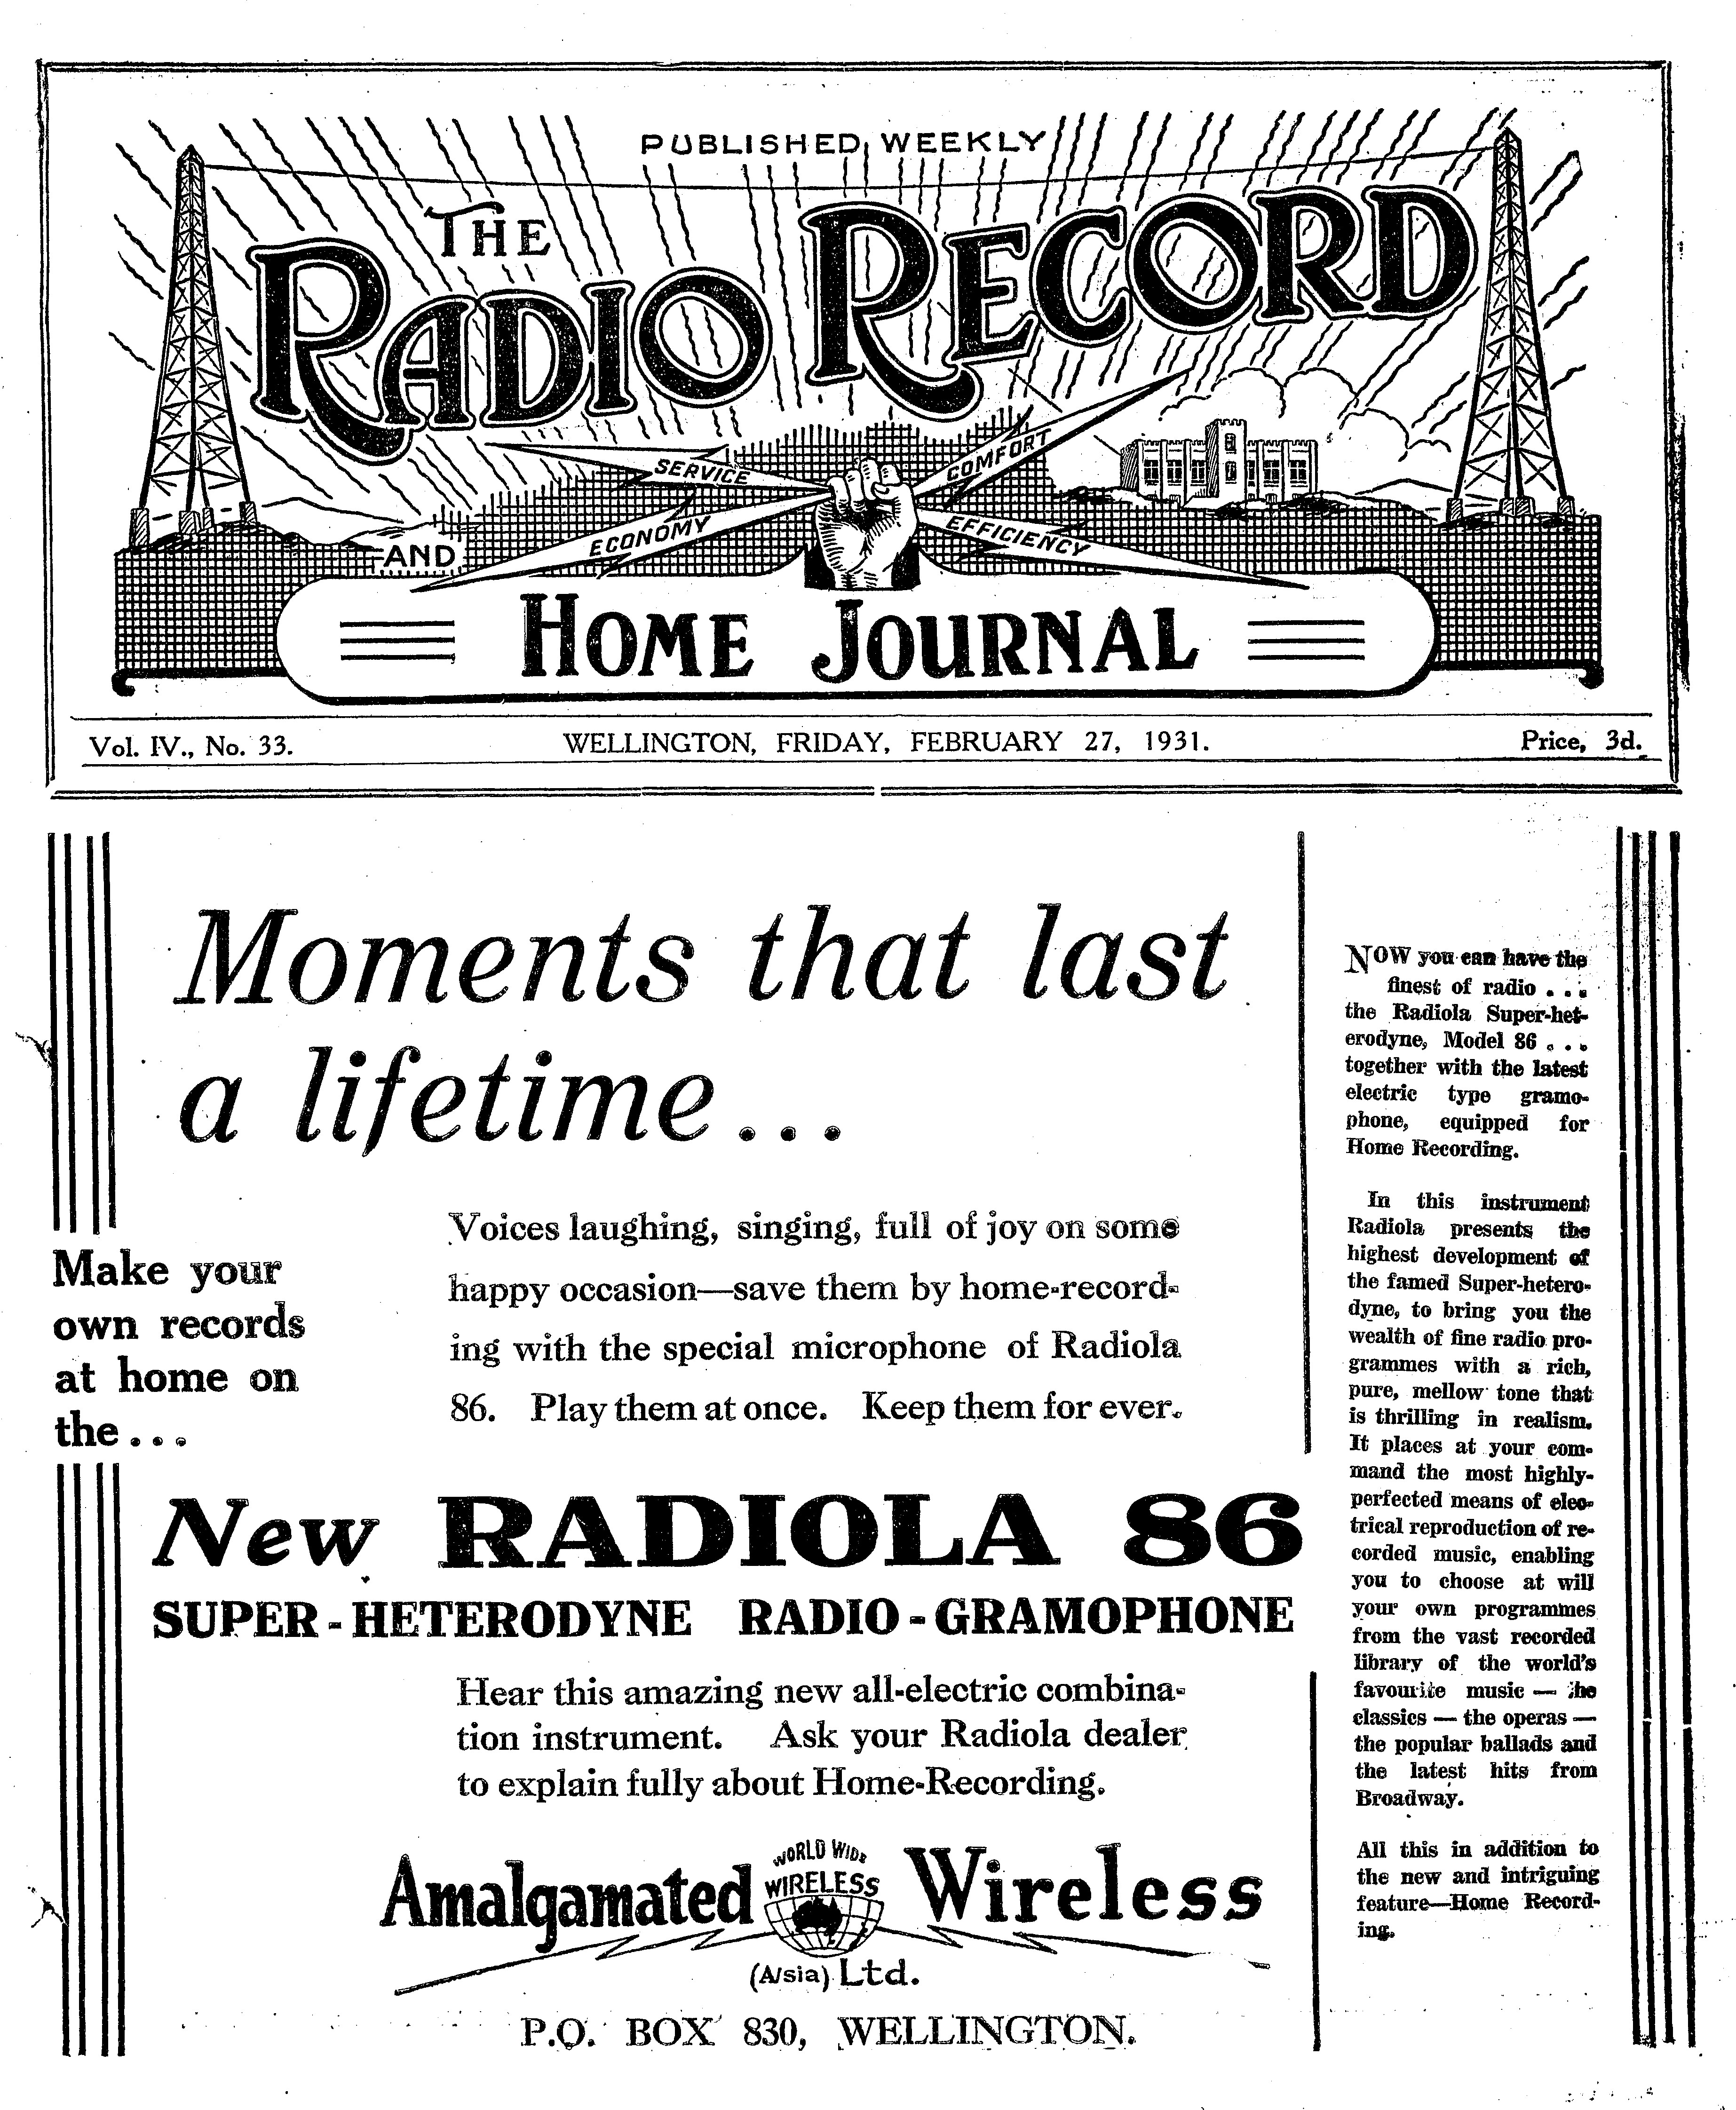 PUBLISHED WEEKLY
THE
RADIO RECORD
SERVICE
COMFORT
ECONOMY
EFFICIENCY
AND
HOME JOURNAL
Vol. IV., No. 33.
WELLINGTON, FRIDAY, FEBRUARY 27, 1931.
Price, 3d.
Moments that last
a lifetime...
Voices laughing, singing, full of joy on some
happy occasion—save them by home-record-
ing with the special microphone of Radiola
86. Play them at once. Keep them for ever.
Make your
own records
at home on
the...
New RADIOLA 86
SUPER-HETERODYNE RADIO-GRAMOPHONE
Hear this amazing new all-electric combina-
tion instrument. Ask your Radiola dealer
to explain fully about Home-Recording.
Amalgamated Wireless
WORLD WIDE
WIRELESS
(A/sia) Ltd.
P.O. BOX 830, WELLINGTON.
NOW you can have the
finest of radio . . .
the Radiola Super-het-
erodyne, Model 86 . . .
together with the latest
electric type gramo-
phone, equipped for
Home Recording.
In this instrument
Radiola presents the
highest development of
the famed Super-hetero-
dyne, to bring you the
wealth of fine radio pro-
grammes with a rich,
pure, mellow tone that
is thrilling in realism.
It places at your com-
mand the most highly-
perfected means of elec-
trical reproduction of re-
corded music, enabling
you to choose at will
your own programmes
from the vast recorded
library of the world's
favourite music — the
classics — the operas —
the popular ballads and
the latest hits from
Broadway.
All this in addition to
the new and intriguing
feature—Home Record-
ing.